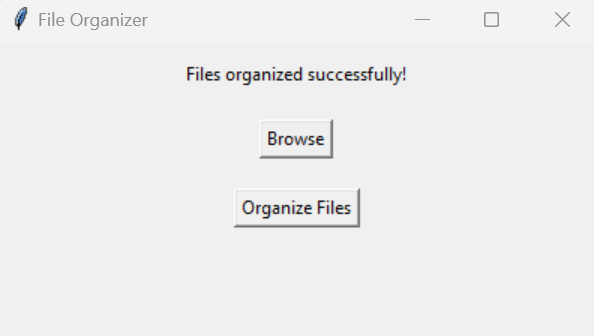 File Organizer
Files organized successfully!
Browse
Organize Files